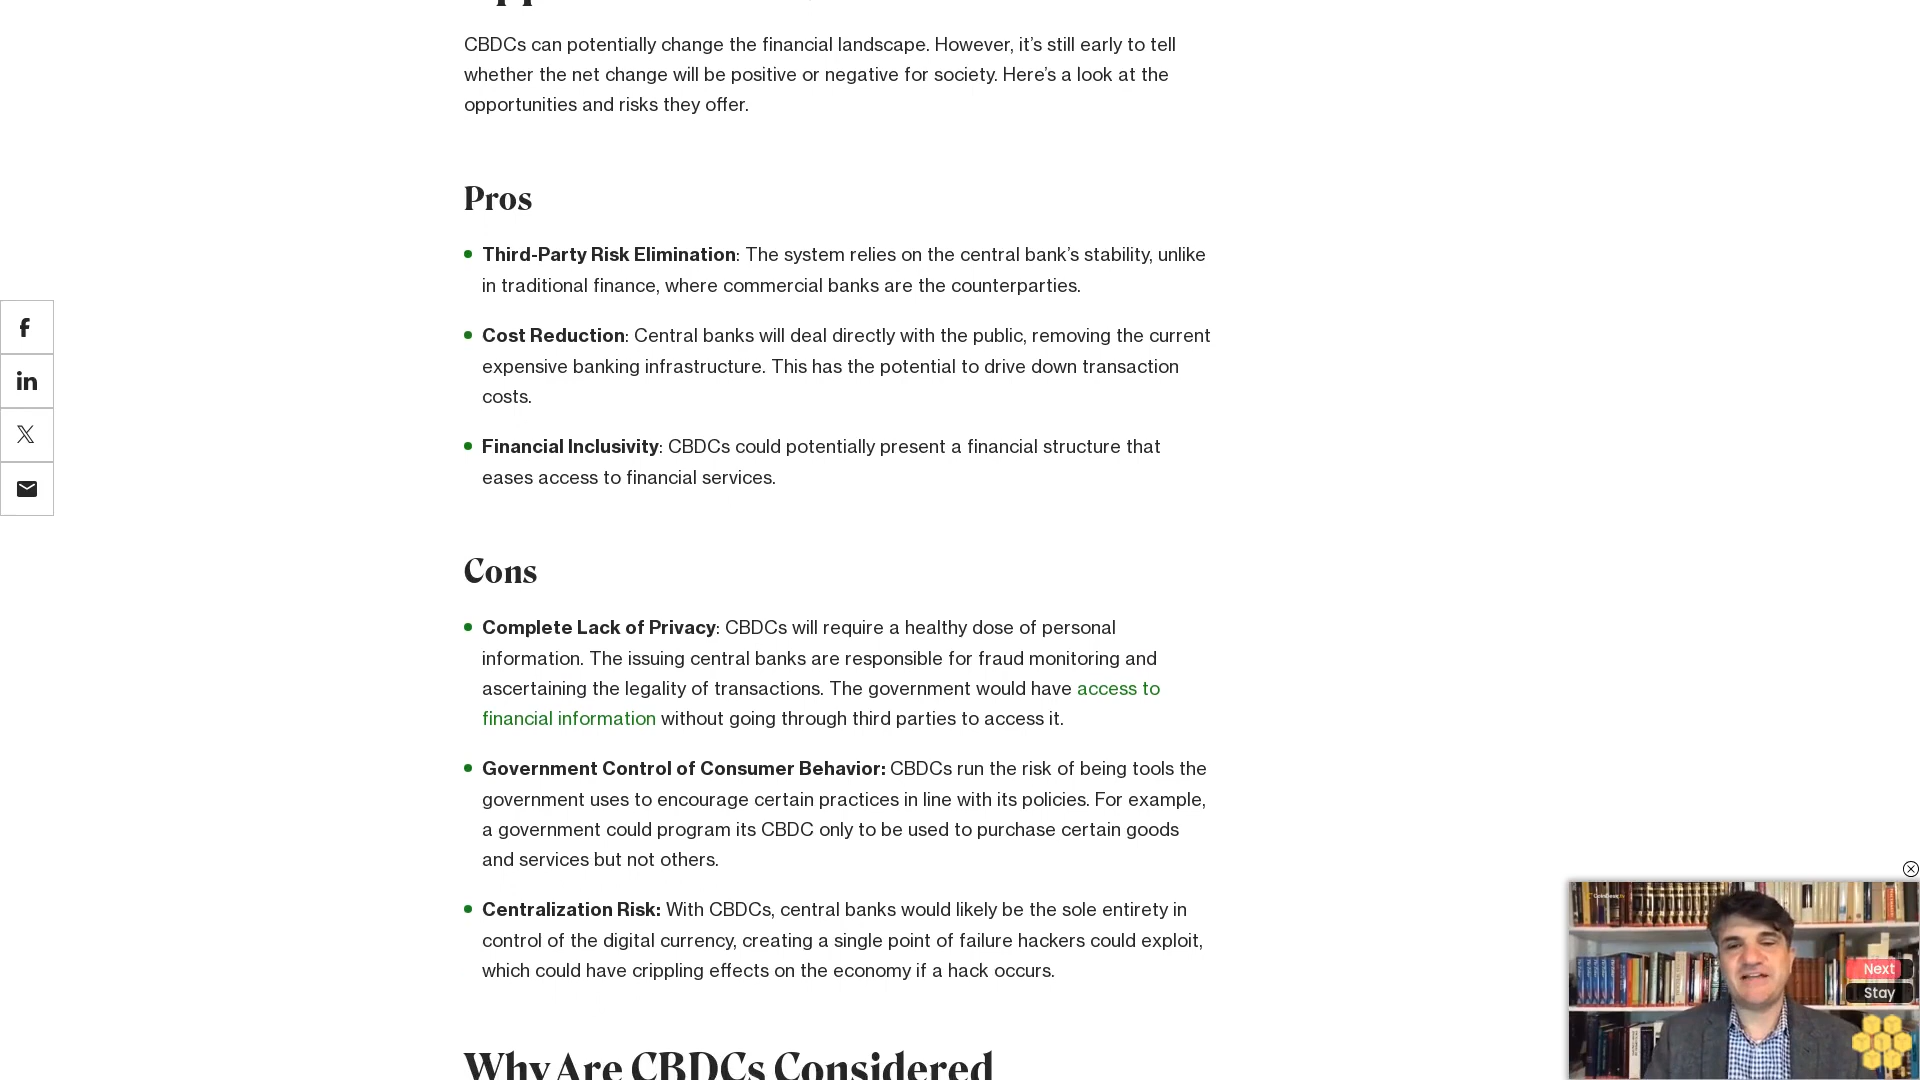 CBDCs can potentially change the financial landscape. However, it’s still early to tell
whether the net change will be positive or negative for society. Here’s a look at the
opportunities and risks they offer.
Pros
Third-Party Risk Elimination: The system relies on the central bank’s stability, unlike
in traditional finance, where commercial banks are the counterparties.
Cost Reduction: Central banks will deal directly with the public, removing the current
expensive banking infrastructure. This has the potential to drive down transaction
costs.
Financial Inclusivity: CBDCs could potentially present a financial structure that
eases access to financial services.
Cons
Complete Lack of Privacy: CBDCs will require a healthy dose of personal
information. The issuing central banks are responsible for fraud monitoring and
ascertaining the legality of transactions. The government would have access to
financial information without going through third parties to access it.
Government Control of Consumer Behavior: CBDCs run the risk of being tools the
government uses to encourage certain practices in line with its policies. For example,
a government could program its CBDC only to be used to purchase certain goods
and services but not others.
Centralization Risk: With CBDCs, central banks would likely be the sole entirety in
control of the digital currency, creating a single point of failure hackers could exploit,
which could have crippling effects on the economy if a hack occurs.
Why Are CBDCs Considered
Next
Stay